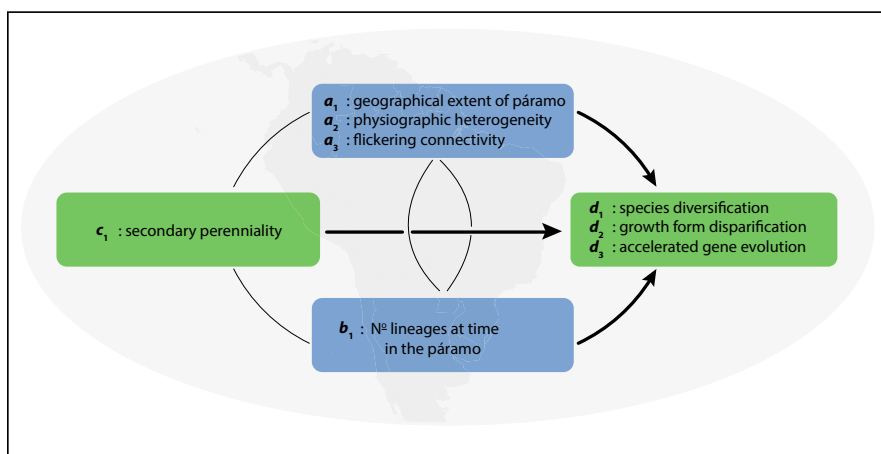 a1 : geographical extent of páramo
a2 : physiographic heterogeneity
a3 : flickering connectivity
c1 : secondary perenniality
d1 : species diversification
d2 : growth form disparification
d3 : accelerated gene evolution
b1 : Nº lineages at time
in the páramo